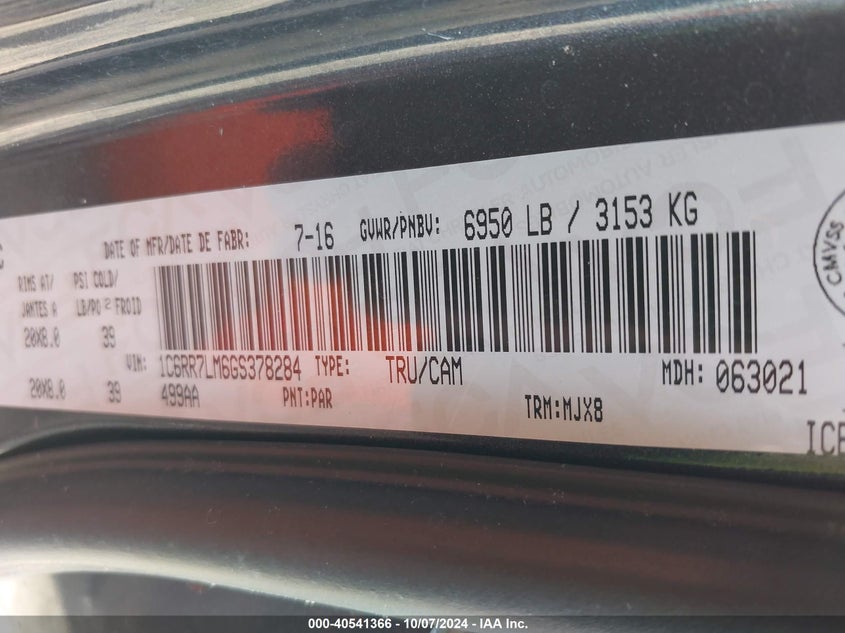 DATE OF MFR/DATE DE FABR: 7-16 GVWR/PNBV: 6950 LB / 3153 KG
RIMS AT/ PSI COLD/
JANTES A LB/PO² FROID
20X8.0 39
VIN: 1C6RR7LM6GS378284 TYPE: TRU/CAM MDH: 063021
20X8.0 39 499AA PNT:PAR TRM:MJX8
CMVSS
000-40541366 - 10/07/2024 - IAA Inc.